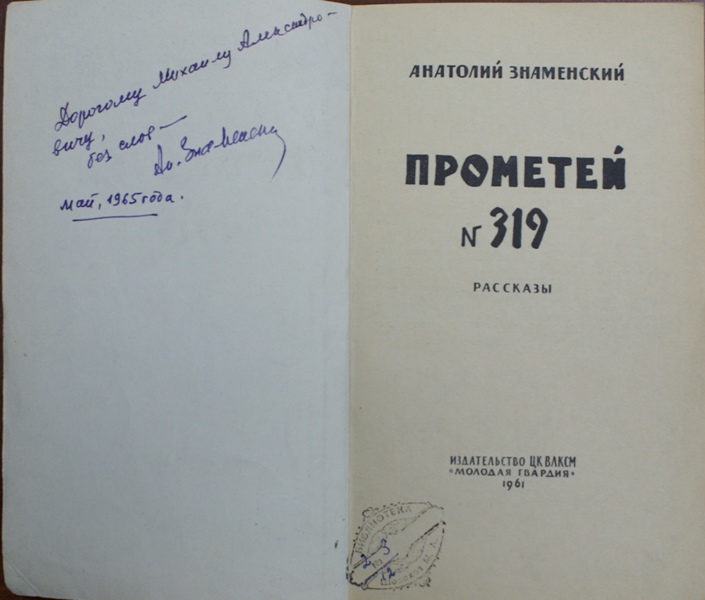 Дорогому Михаилу Александро-
вичу,
без слов —
Ан. Знаменский
май, 1965 года.
АНАТОЛИЙ ЗНАМЕНСКИЙ
ПРОМЕТЕЙ
N 319
РАССКАЗЫ
ИЗДАТЕЛЬСТВО ЦК ВЛКСМ
«МОЛОДАЯ ГВАРДИЯ»
1961
БИБЛИОТЕКА